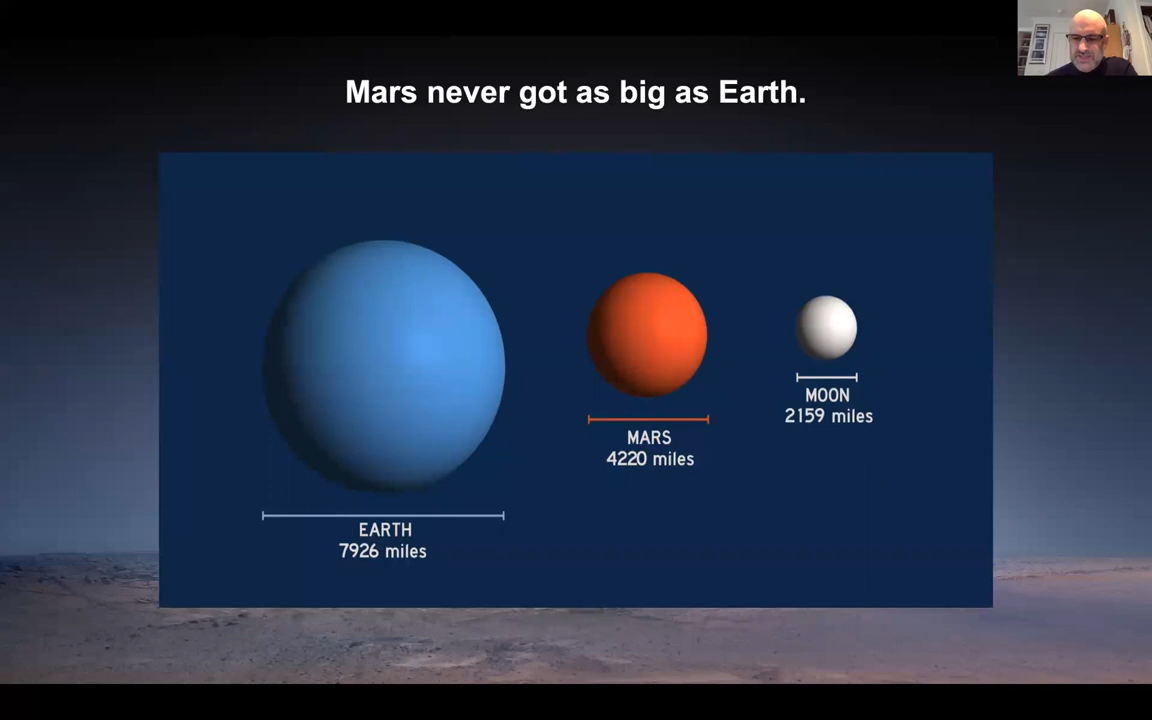 Mars never got as big as Earth.
EARTH
7926 miles
MARS
4220 miles
MOON
2159 miles